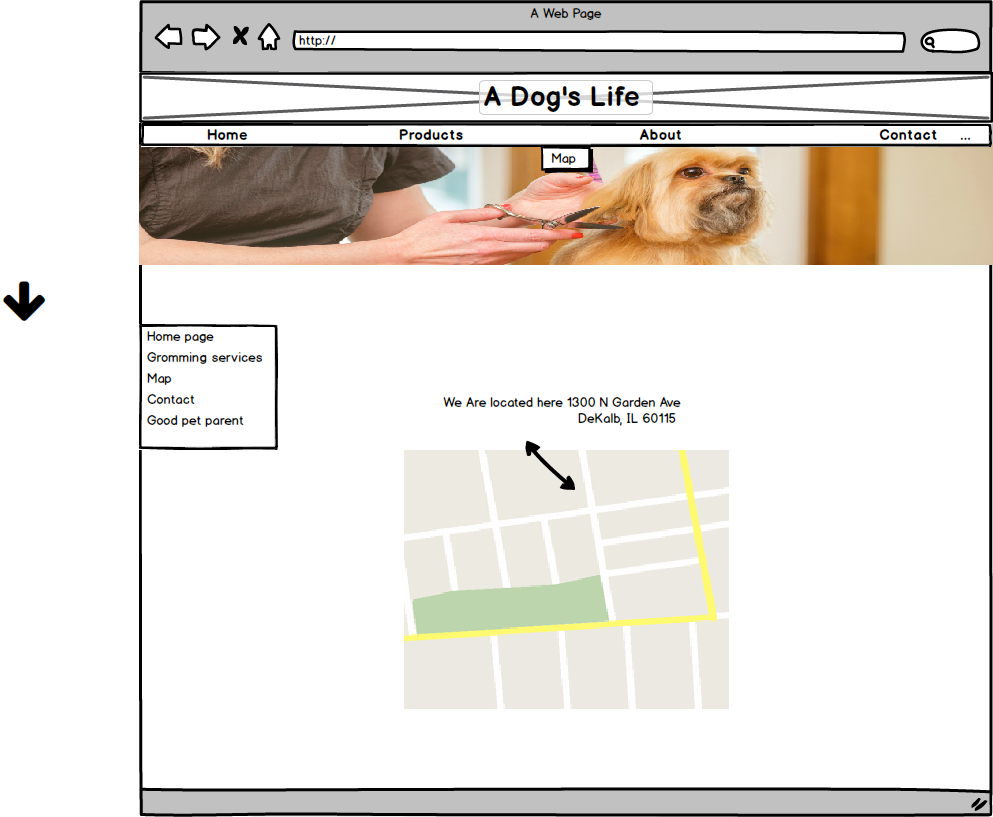 A Web Page
http://
A Dog's Life
Home Products About Contact ...
Map
Home page
Gromming services
Map
Contact
Good pet parent
We Are located here 1300 N Garden Ave
DeKalb, IL 60115